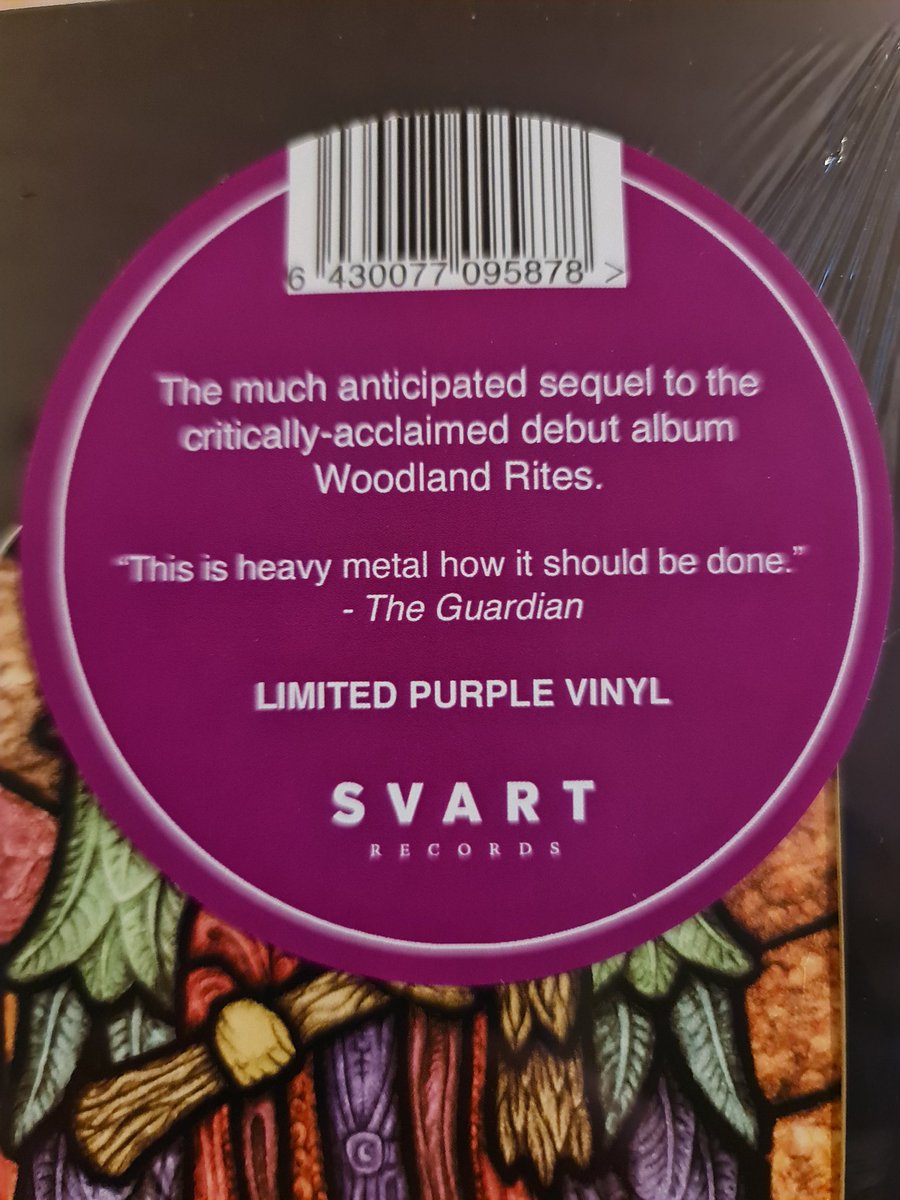 6 430077 095878 >
The much anticipated sequel to the
critically-acclaimed debut album
Woodland Rites.
“This is heavy metal how it should be done.”
- The Guardian
LIMITED PURPLE VINYL
SVART
RECORDS